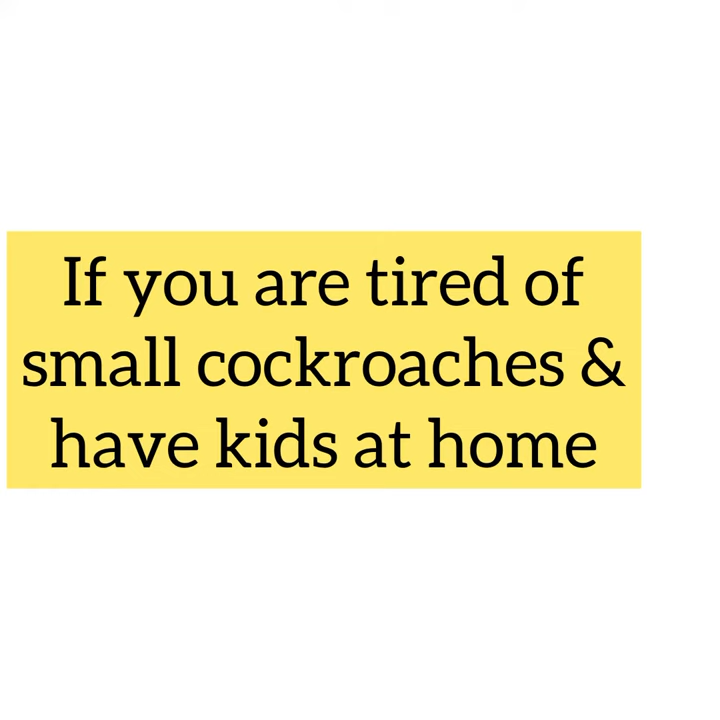 If you are tired of
small cockroaches &
have kids at home